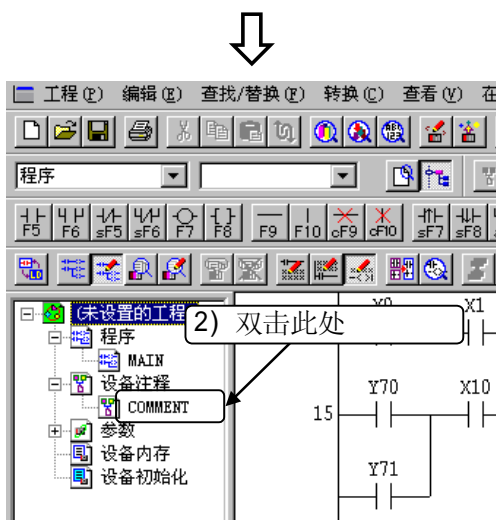 工程(P) 编辑(E) 查找/替换(F) 转换(C) 查看(V) 在
程序
F5 F6 sF5 sF6 F7 F8 F9 F10 cF9 cF10 sF7 sF8
(未设置的工程
2) 双击此处
X1
程序
MAIN
设备注释
Y70 X10
COMMENT
15
参数
设备内存
Y71
设备初始化